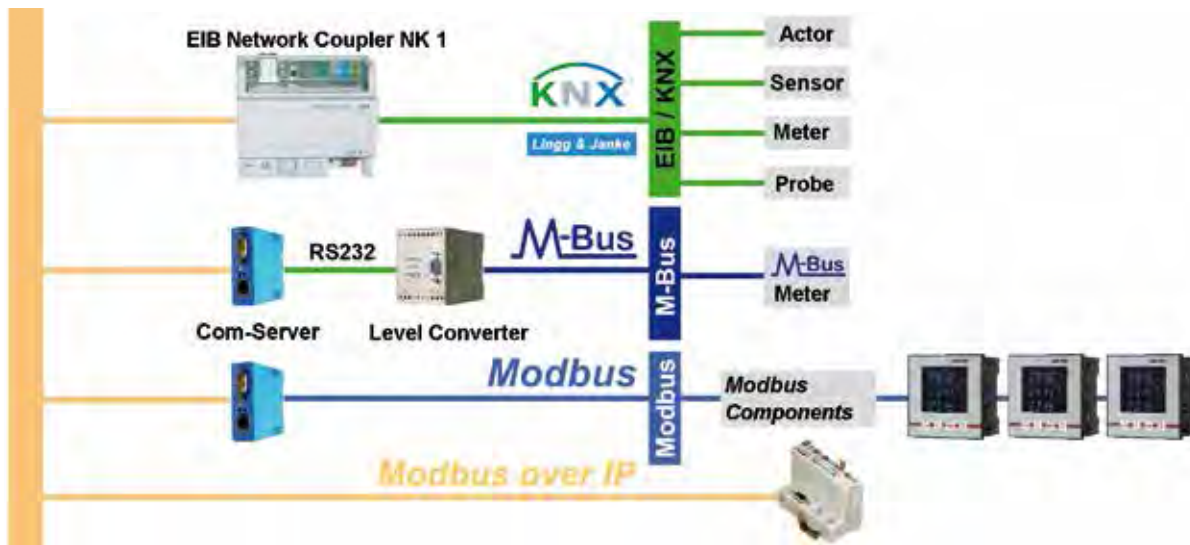 EIB Network Coupler NK 1
KNX
Lingg & Janke
EIB / KNX
Actor
Sensor
Meter
Probe
RS232
M-Bus
M-Bus
M-Bus
Meter
Com-Server
Level Converter
Modbus
Modbus
Modbus
Components
Modbus over IP